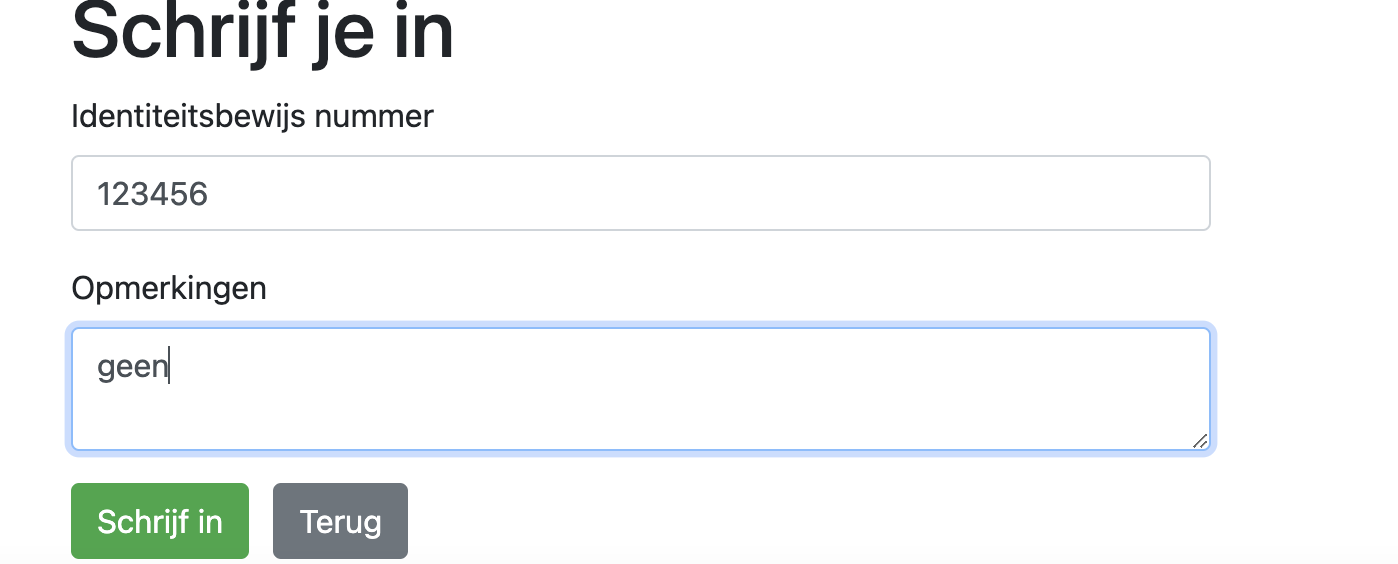 Schrijf je in
Identiteitsbewijs nummer
123456
Opmerkingen
geen
Schrijf in
Terug